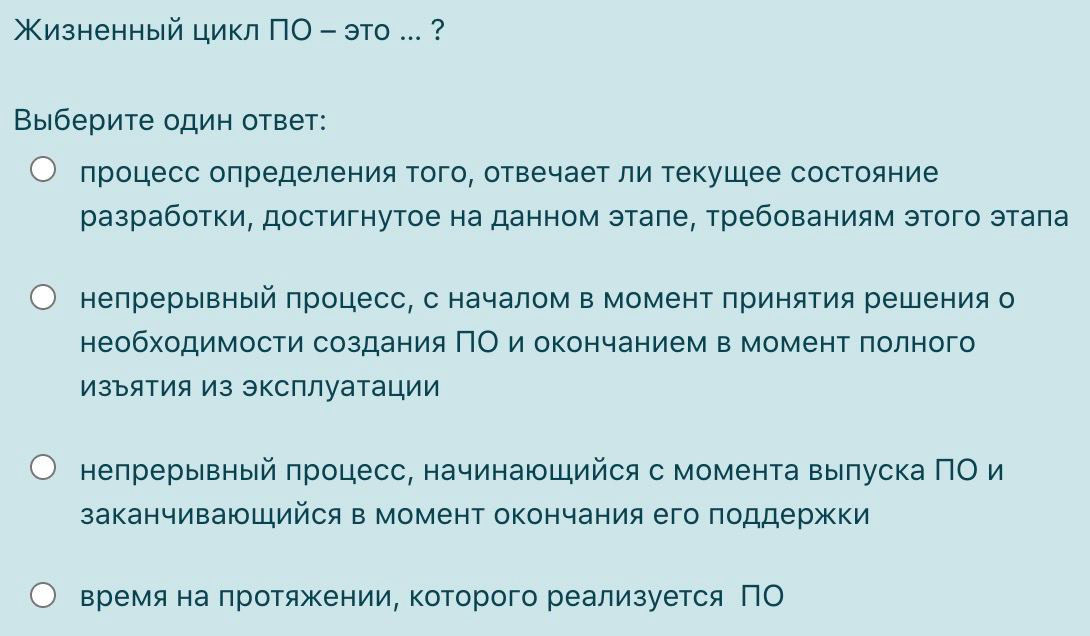 Жизненный цикл ПО – это ... ?
Выберите один ответ:
процесс определения того, отвечает ли текущее состояние
разработки, достигнутое на данном этапе, требованиям этого этапа
непрерывный процесс, с началом в момент принятия решения о
необходимости создания ПО и окончанием в момент полного
изъятия из эксплуатации
непрерывный процесс, начинающийся с момента выпуска ПО и
заканчивающийся в момент окончания его поддержки
время на протяжении, которого реализуется  ПО